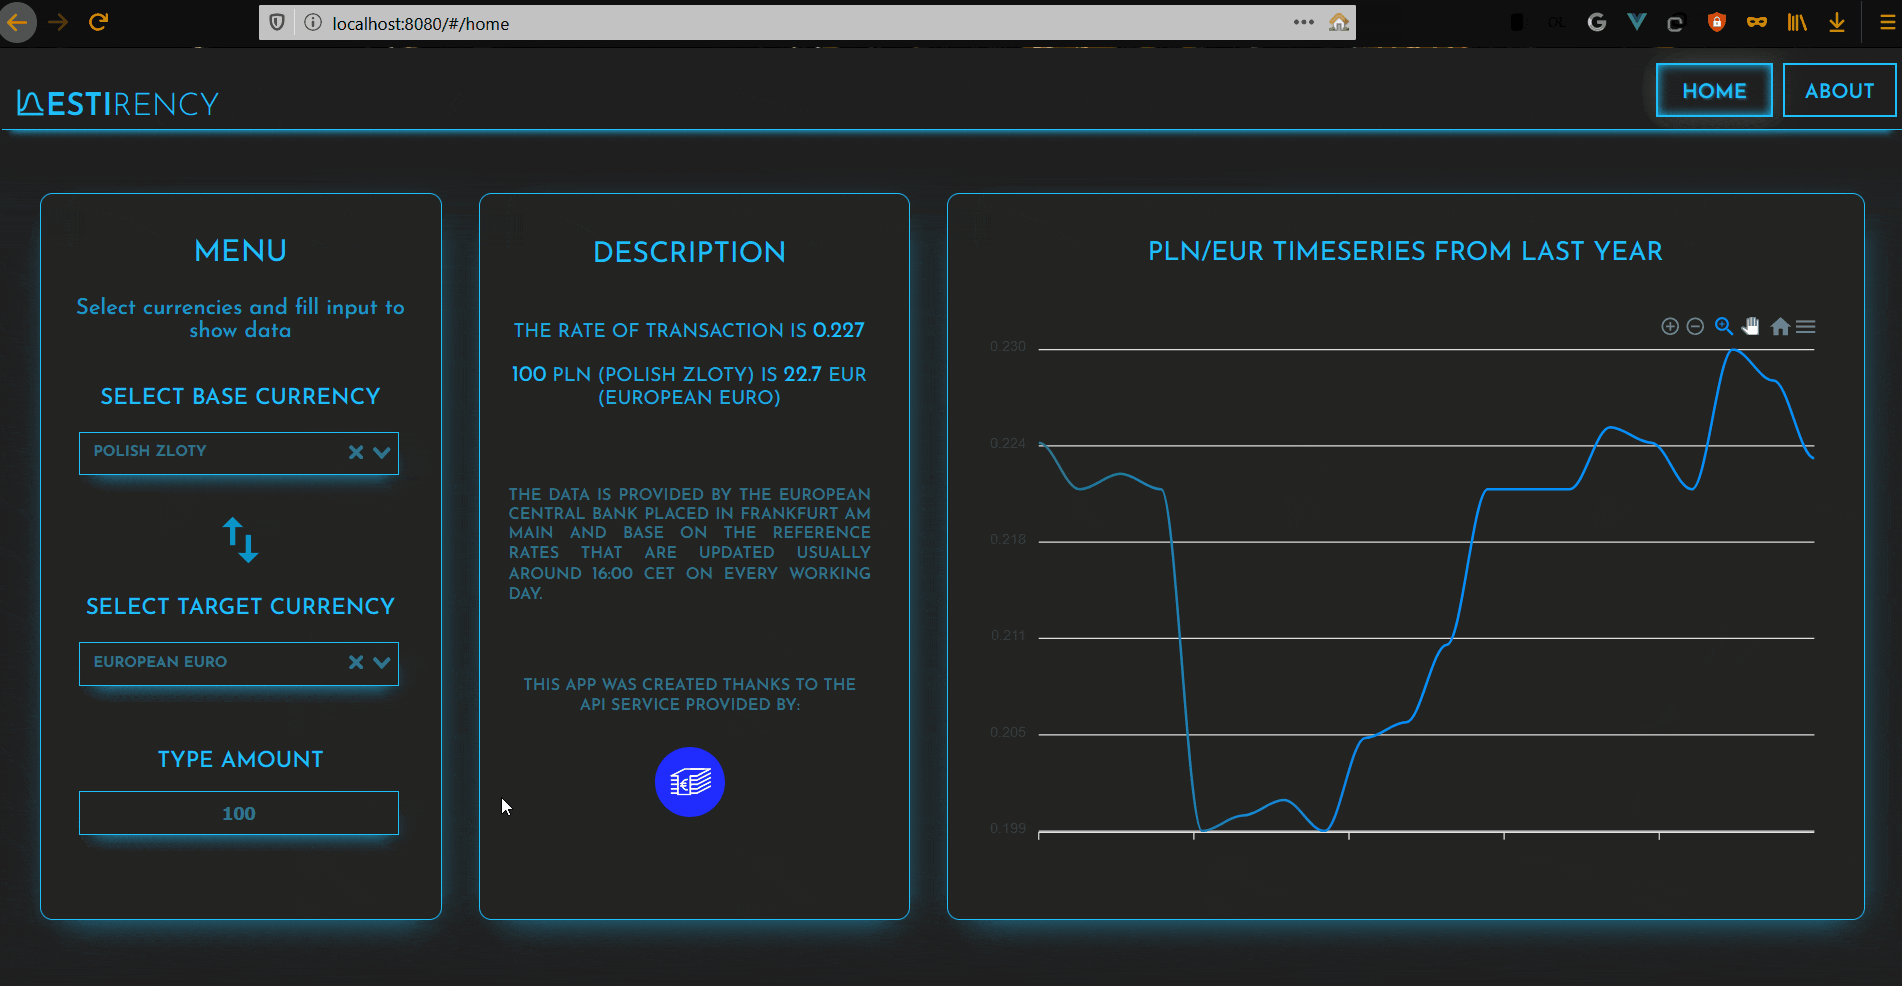 localhost:8080/#/home
ESTIRENCY
HOME
ABOUT
MENU
Select currencies and fill input to
show data
SELECT BASE CURRENCY
POLISH ZLOTY
SELECT TARGET CURRENCY
EUROPEAN EURO
TYPE AMOUNT
100
DESCRIPTION
THE RATE OF TRANSACTION IS 0.227
100 PLN (POLISH ZLOTY) IS 22.7 EUR
(EUROPEAN EURO)
THE DATA IS PROVIDED BY THE EUROPEAN
CENTRAL BANK PLACED IN FRANKFURT AM
MAIN AND BASE ON THE REFERENCE
RATES THAT ARE UPDATED USUALLY
AROUND 16:00 CET ON EVERY WORKING
DAY.
THIS APP WAS CREATED THANKS TO THE
API SERVICE PROVIDED BY:
PLN/EUR TIMESERIES FROM LAST YEAR
0.230
0.224
0.218
0.211
0.205
0.199